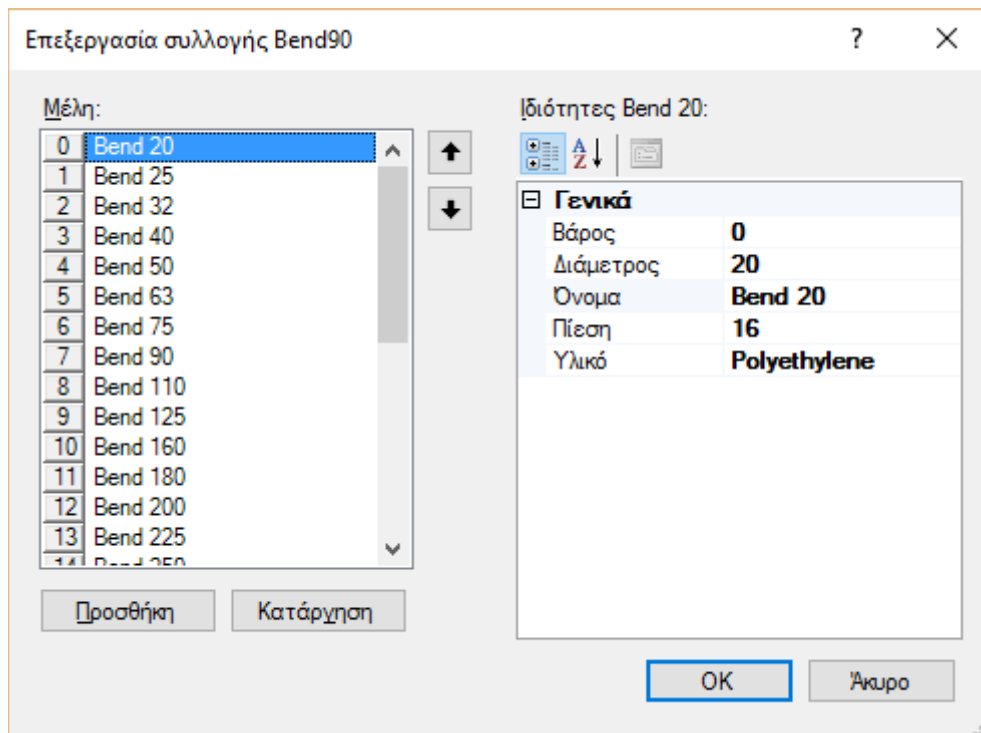 Επεξεργασία συλλογής Bend90 ?
Μέλη:
0 Bend 20
1 Bend 25
2 Bend 32
3 Bend 40
4 Bend 50
5 Bend 63
6 Bend 75
7 Bend 90
8 Bend 110
9 Bend 125
10 Bend 160
11 Bend 180
12 Bend 200
13 Bend 225
14 Bend 250
Προσθήκη Κατάργηση
Ιδιότητες Bend 20:
A
Z
Γενικά
Βάρος 0
Διάμετρος 20
Όνομα Bend 20
Πίεση 16
Υλικό Polyethylene
OK Άκυρο